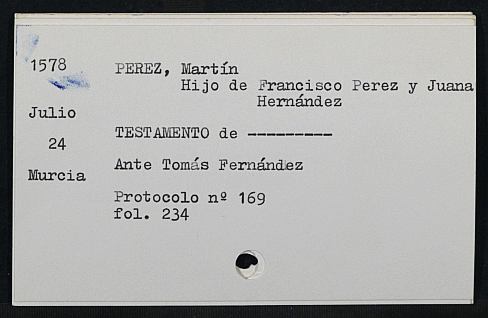 1578
PEREZ, Martín
Hijo de Francisco Perez y Juana
Hernández
Julio
TESTAMENTO de ---------
24
Ante Tomás Fernández
Murcia
Protocolo nº 169
fol. 234